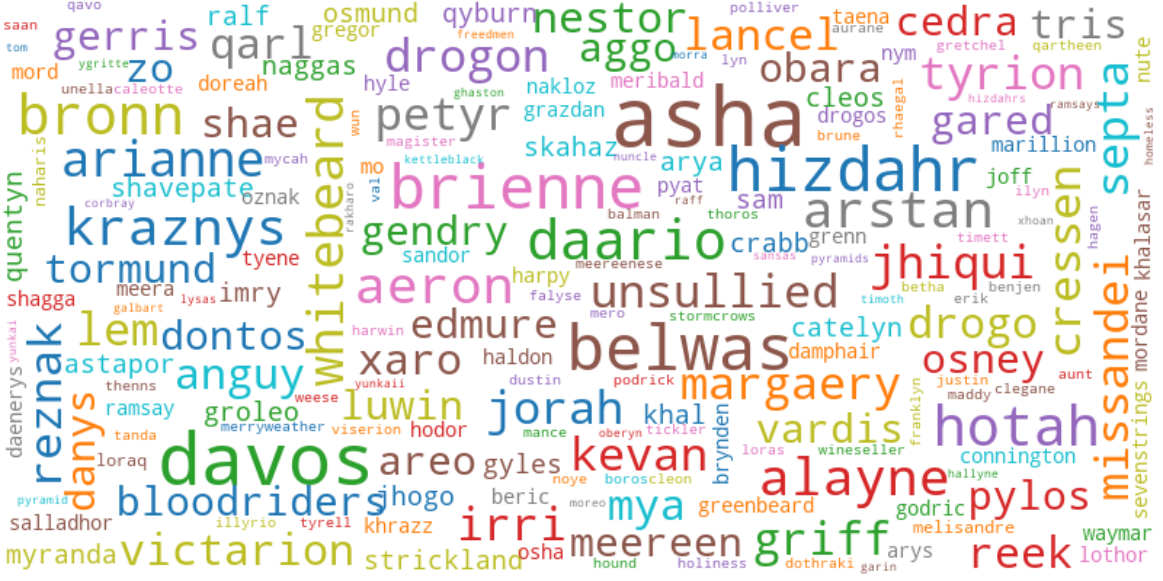 saan
qavo
tom
gerris
ralf
qarl
osmund
gregor
qyburn
freedmen
nestor
aggo
morra
lancel
lyn
polliver
taena
aurane
cedra
tris
gretchel
qartheen
nute
mord
ygritte
zo
doreah
naggas
drogon
hyle
ghaston
nakloz
meribald
obara
nym
tyrion
hizdahrs
ramsays
septa
unella
caleotte
bronn
shae
whitebeard
wun
petyr
magister
grazdan
asha
cleos
drogos
brune
rhaegal
gared
marillion
homeless
naharis
arianne
mycah
kettleblack
skahaz
nuncle
arya
hizdahr
joff
ilyn
shavepate
oznak
mo
val
rakharo
brienne
pyat
raff
sam
quentyn
corbray
kraznys
gendry
sandor
daario
balman
thoros
crabb
grenn
arstan
xhoan
cressen
hagen
khalasar
tormund
tyene
meereenese
sansas
pyramids
timett
jhiqui
shagga
meera
lysas
imry
galbart
aeron
harpy
falyse
unsullied
betha
benjen
timoth
erik
missandei
mordane
yunkai
reznak
lem
dontos
harwin
edmure
mero
stormcrows
catelyn
drogo
daenerys
astapor
anguy
xaro
haldon
belwas
damphair
osney
aunt
thenns
weese
yunkaii
dustin
podrick
margaery
justin
maddy
clegane
danys
ramsay
groleo
merryweather
luwin
jorah
khal
brynden
franklyn
sevenstrings
tanda
viserion
hodor
mance
oberyn
tickler
vardis
hotah
loraq
davos
areo
gyles
kevan
loras
wineseller
connington
noye
boros
cleon
alayne
hallyne
pylos
pyramid
bloodriders
jhogo
beric
moreo
mya
greenbeard
godric
salladhor
illyrio
tyrell
khrazz
irri
melisandre
waymar
myranda
victarion
strickland
osha
meereen
griff
arys
reek
lothor
hound
holiness
dothraki
garin